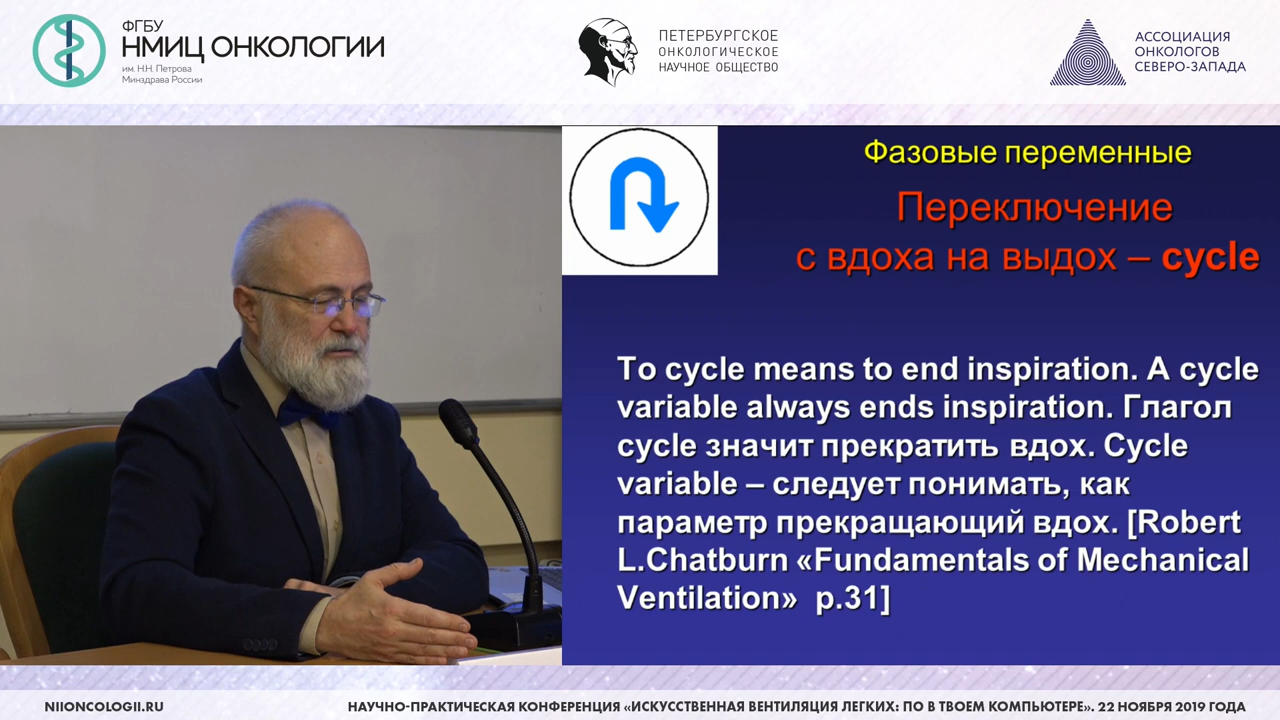 ФГБУ
НМИЦ ОНКОЛОГИИ
им. Н.Н. Петрова
Минздрава России
ПЕТЕРБУРГСКОЕ
ОНКОЛОГИЧЕСКОЕ
НАУЧНОЕ ОБЩЕСТВО
АССОЦИАЦИЯ
ОНКОЛОГОВ
СЕВЕРО-ЗАПАДА
Фазовые переменные
Переключение
с вдоха на выдох – cycle
To cycle means to end inspiration. A cycle
variable always ends inspiration. Глагол
cycle значит прекратить вдох. Cycle
variable – следует понимать, как
параметр прекращающий вдох. [Robert
L.Chatburn «Fundamentals of Mechanical
Ventilation» p.31]
NIIONCOLOGII.RU
НАУЧНО-ПРАКТИЧЕСКАЯ КОНФЕРЕНЦИЯ «ИСКУССТВЕННАЯ ВЕНТИЛЯЦИЯ ЛЕГКИХ: ПО В ТВОЕМ КОМПЬЮТЕРЕ». 22 НОЯБРЯ 2019 ГОДА